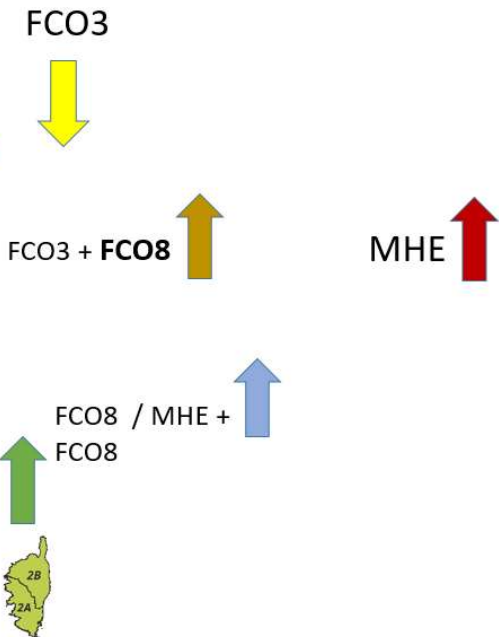 FCO3
FCO3 + FCO8
MHE
FCO8 / MHE +
FCO8
2B
2A